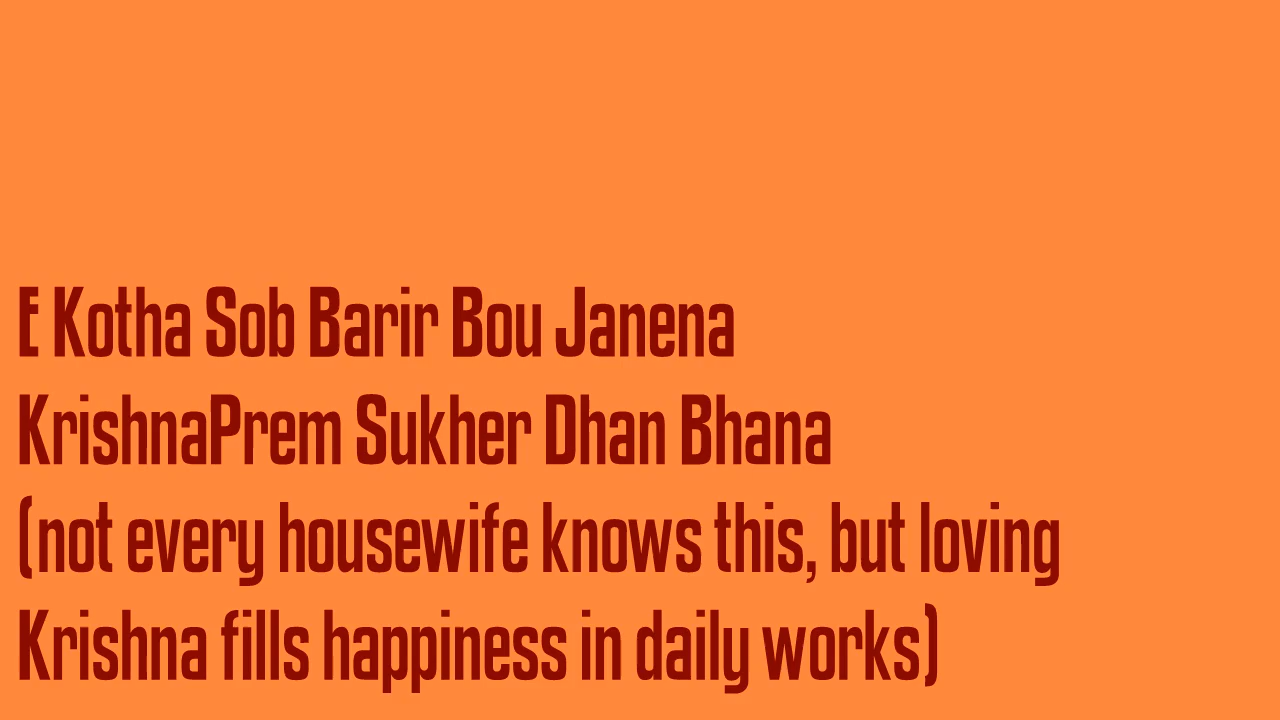 E Kotha Sob Barir Bou Janena
KrishnaPrem Sukher Dhan Bhana
(not every housewife knows this, but loving
Krishna fills happiness in daily works)